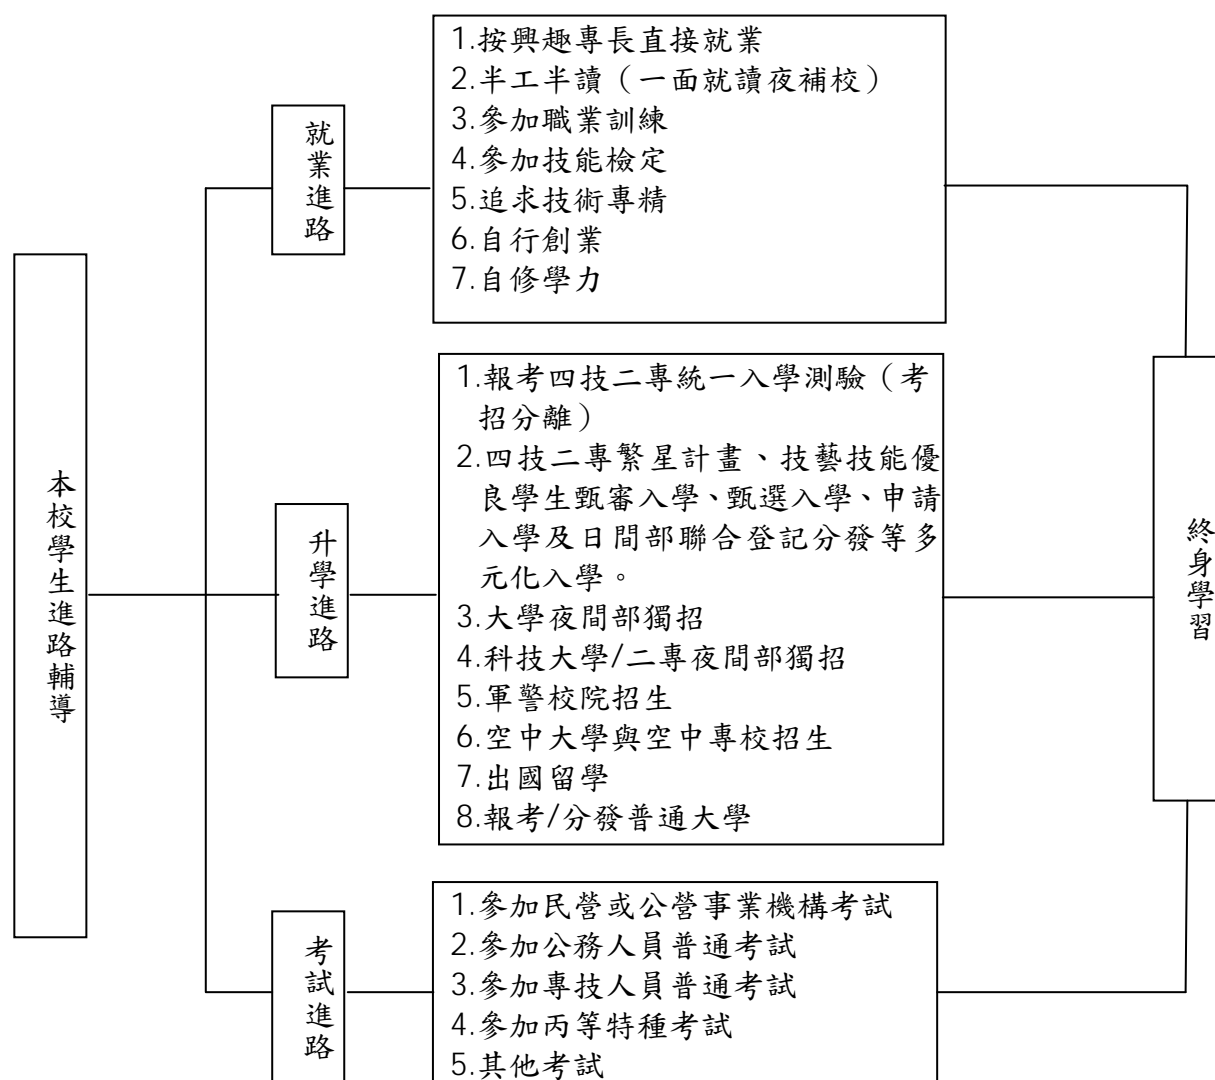 本校學生進路輔導
就業進路
1.按興趣專長直接就業
2.半工半讀（一面就讀夜補校）
3.參加職業訓練
4.參加技能檢定
5.追求技術專精
6.自行創業
7.自修學力
升學進路
1.報考四技二專統一入學測驗（考
招分離）
2.四技二專繁星計畫、技藝技能優
良學生甄審入學、甄選入學、申請
入學及日間部聯合登記分發等多
元化入學。
3.大學夜間部獨招
4.科技大學/二專夜間部獨招
5.軍警校院招生
6.空中大學與空中專校招生
7.出國留學
8.報考/分發普通大學
考試進路
1.參加民營或公營事業機構考試
2.參加公務人員普通考試
3.參加專技人員普通考試
4.參加丙等特種考試
5.其他考試
終身學習